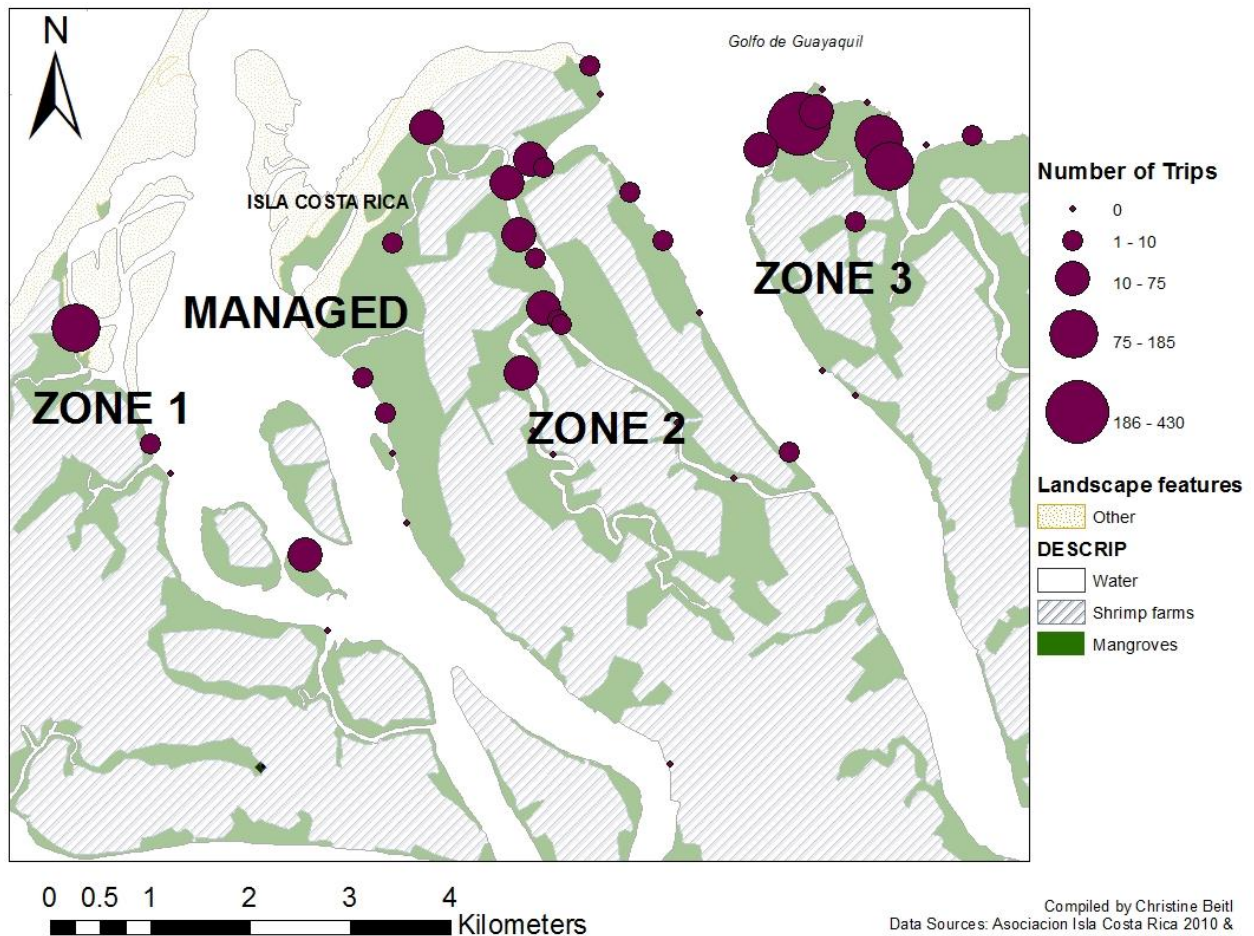 N
Golfo de Guayaquil
ISLA COSTA RICA
MANAGED
ZONE 3
ZONE 1
ZONE 2
Number of Trips
0
1 - 10
10 - 75
75 - 185
186 - 430
Landscape features
Other
DESCRIP
Water
Shrimp farms
Mangroves
0 0.5 1 2 3 4
Kilometers
Compiled by Christine Beitl
Data Sources: Asociacion Isla Costa Rica 2010 &